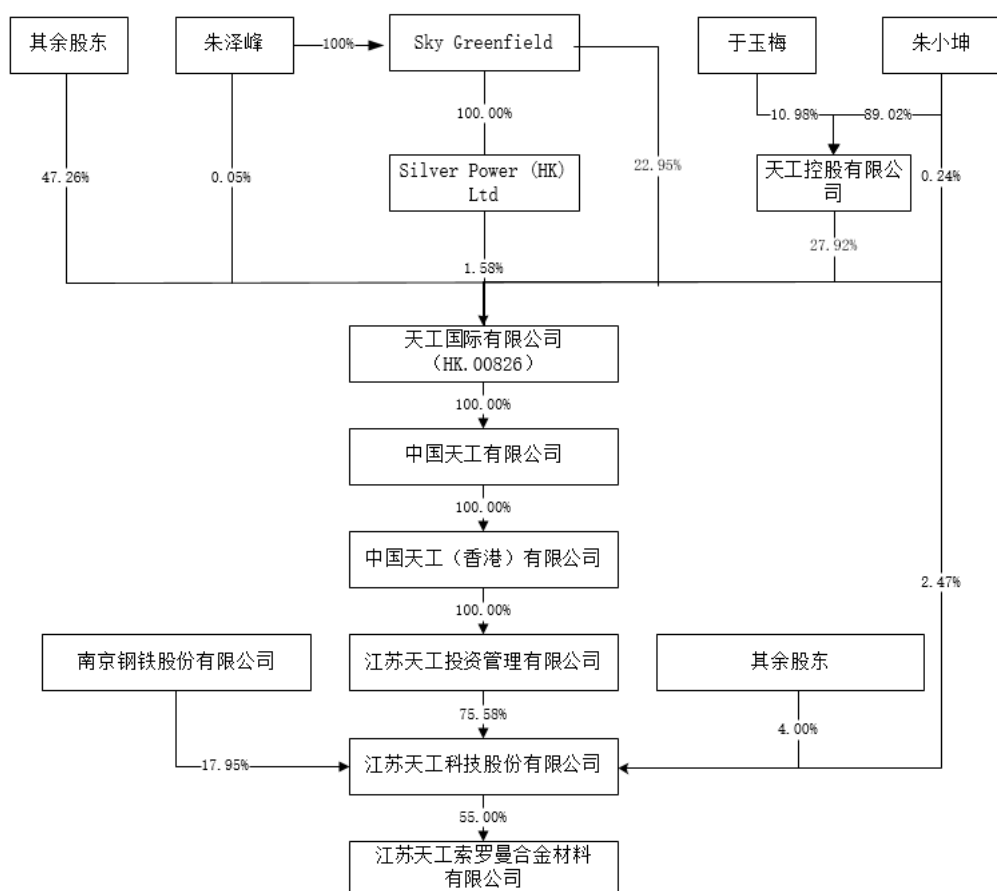 其余股东
朱泽峰
100%
Sky Greenfield
于玉梅
朱小坤
100.00%
10.98%
89.02%
47.26%
0.05%
Silver Power (HK)
Ltd
22.95%
天工控股有限公
司
0.24%
27.92%
1.58%
天工国际有限公司
（HK.00826）
100.00%
中国天工有限公司
100.00%
中国天工（香港）有限公司
2.47%
100.00%
南京钢铁股份有限公司
江苏天工投资管理有限公司
其余股东
75.58%
4.00%
17.95%
江苏天工科技股份有限公司
55.00%
江苏天工索罗曼合金材料
有限公司